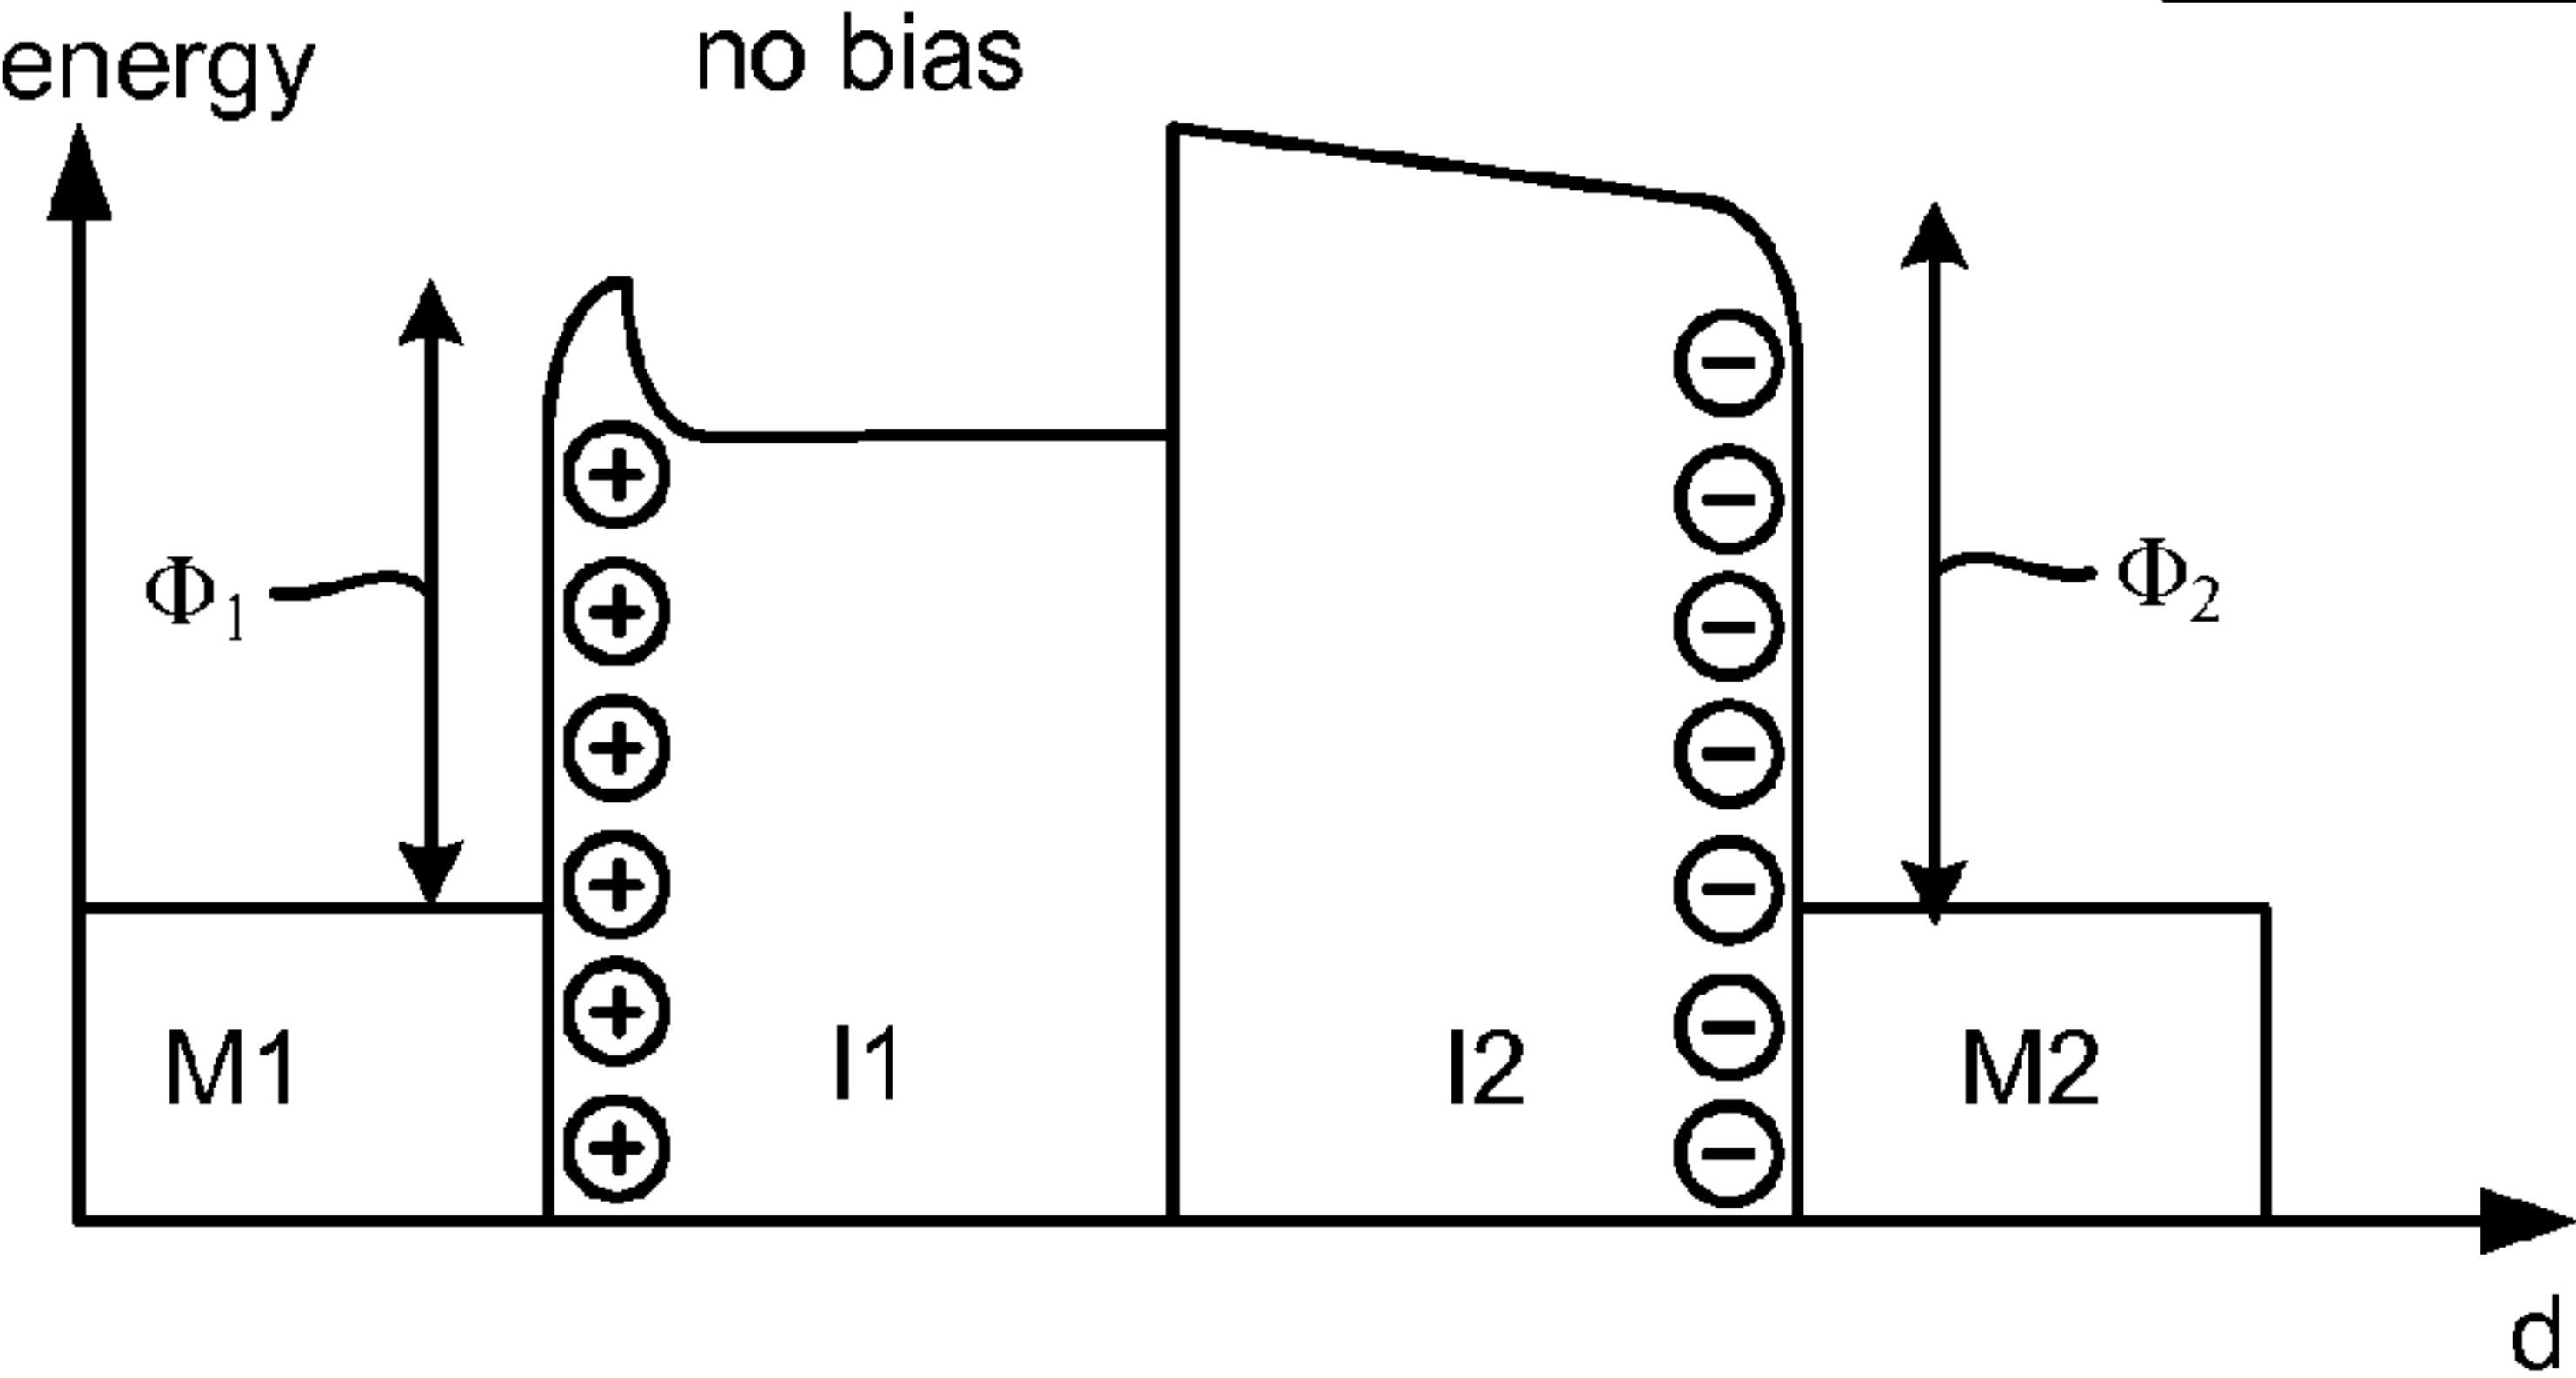 energy
no bias
Φ1
Φ2
M1
I1
I2
M2
d